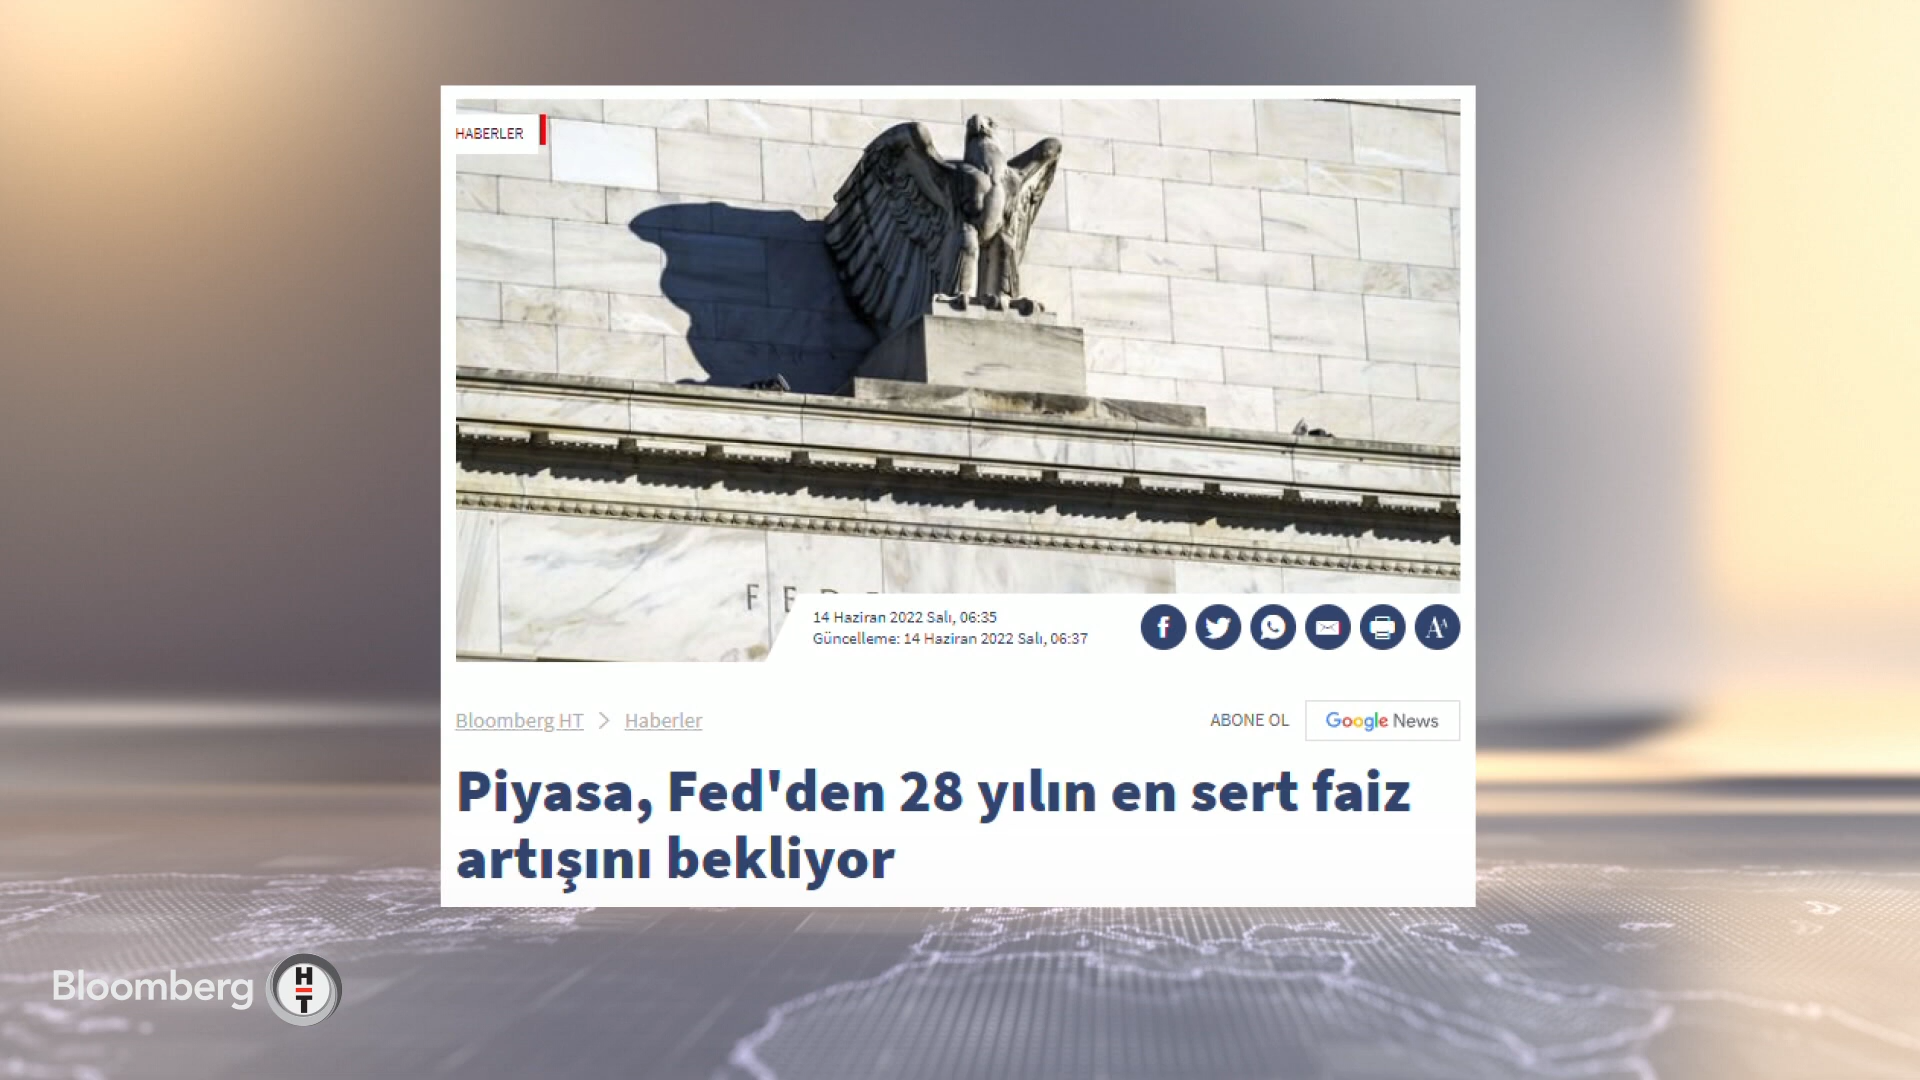 HABERLER
F E D E
14 Haziran 2022 Salı, 06:35
Güncelleme: 14 Haziran 2022 Salı, 06:37
Bloomberg HT > Haberler
ABONE OL
Google News
Piyasa, Fed'den 28 yılın en sert faiz
artışını bekliyor
Bloomberg HT